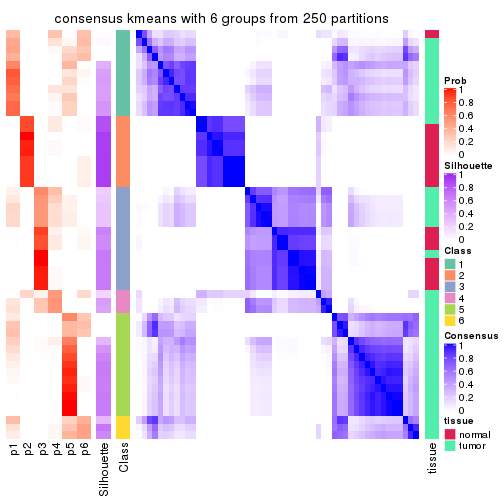 consensus kmeans with 6 groups from 250 partitions
Prob
1
0.8
0.6
0.4
0.2
0
Silhouette
1
0.8
0.6
0.4
0.2
0
Class
1
2
3
4
5
6
Consensus
1
0.8
0.6
0.4
0.2
0
tissue
normal
tumor
p1
p2
p3
p4
p5
p6
Silhouette
Class
tissue